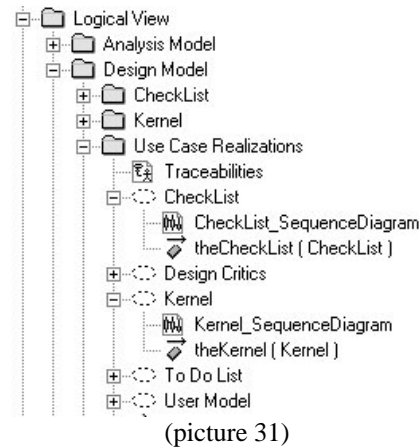 Logical View
Analysis Model
Design Model
CheckList
Kernel
Use Case Realizations
Traceabilities
CheckList
CheckList_SequenceDiagram
theCheckList ( CheckList )
Design Critics
Kernel
Kernel_SequenceDiagram
theKernel ( Kernel )
To Do List
User Model
(picture 31)